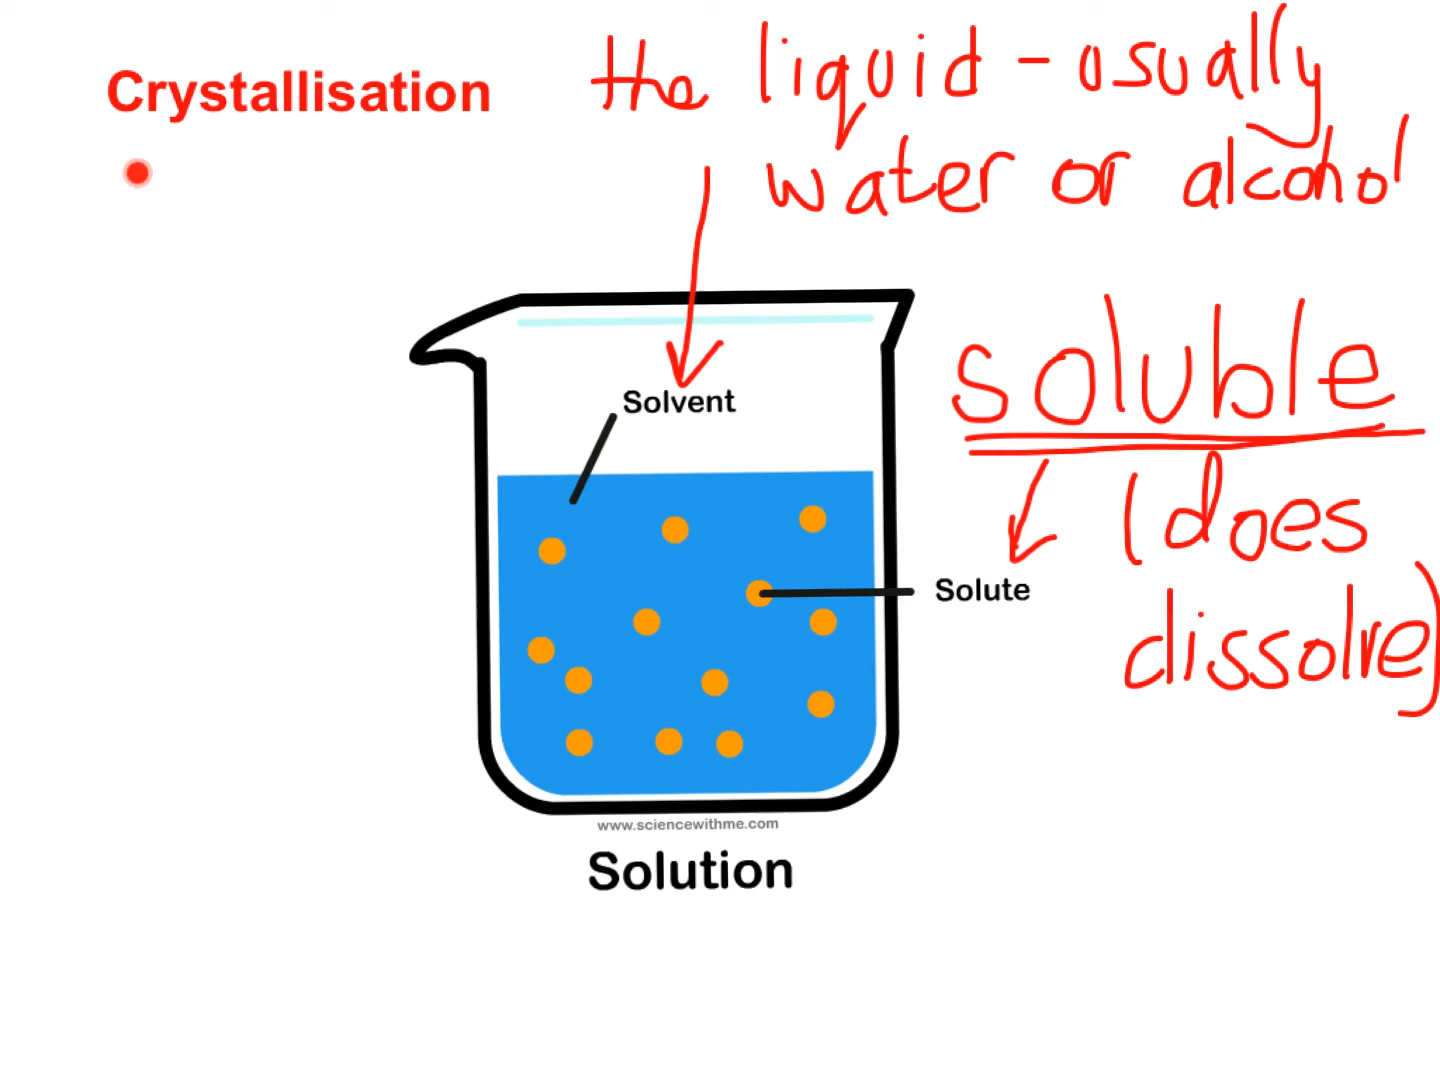 Crystallisation
the liquid - usually
water or alcohol
Solvent
soluble
(does
dissolve)
Solute
www.sciencewithme.com
Solution